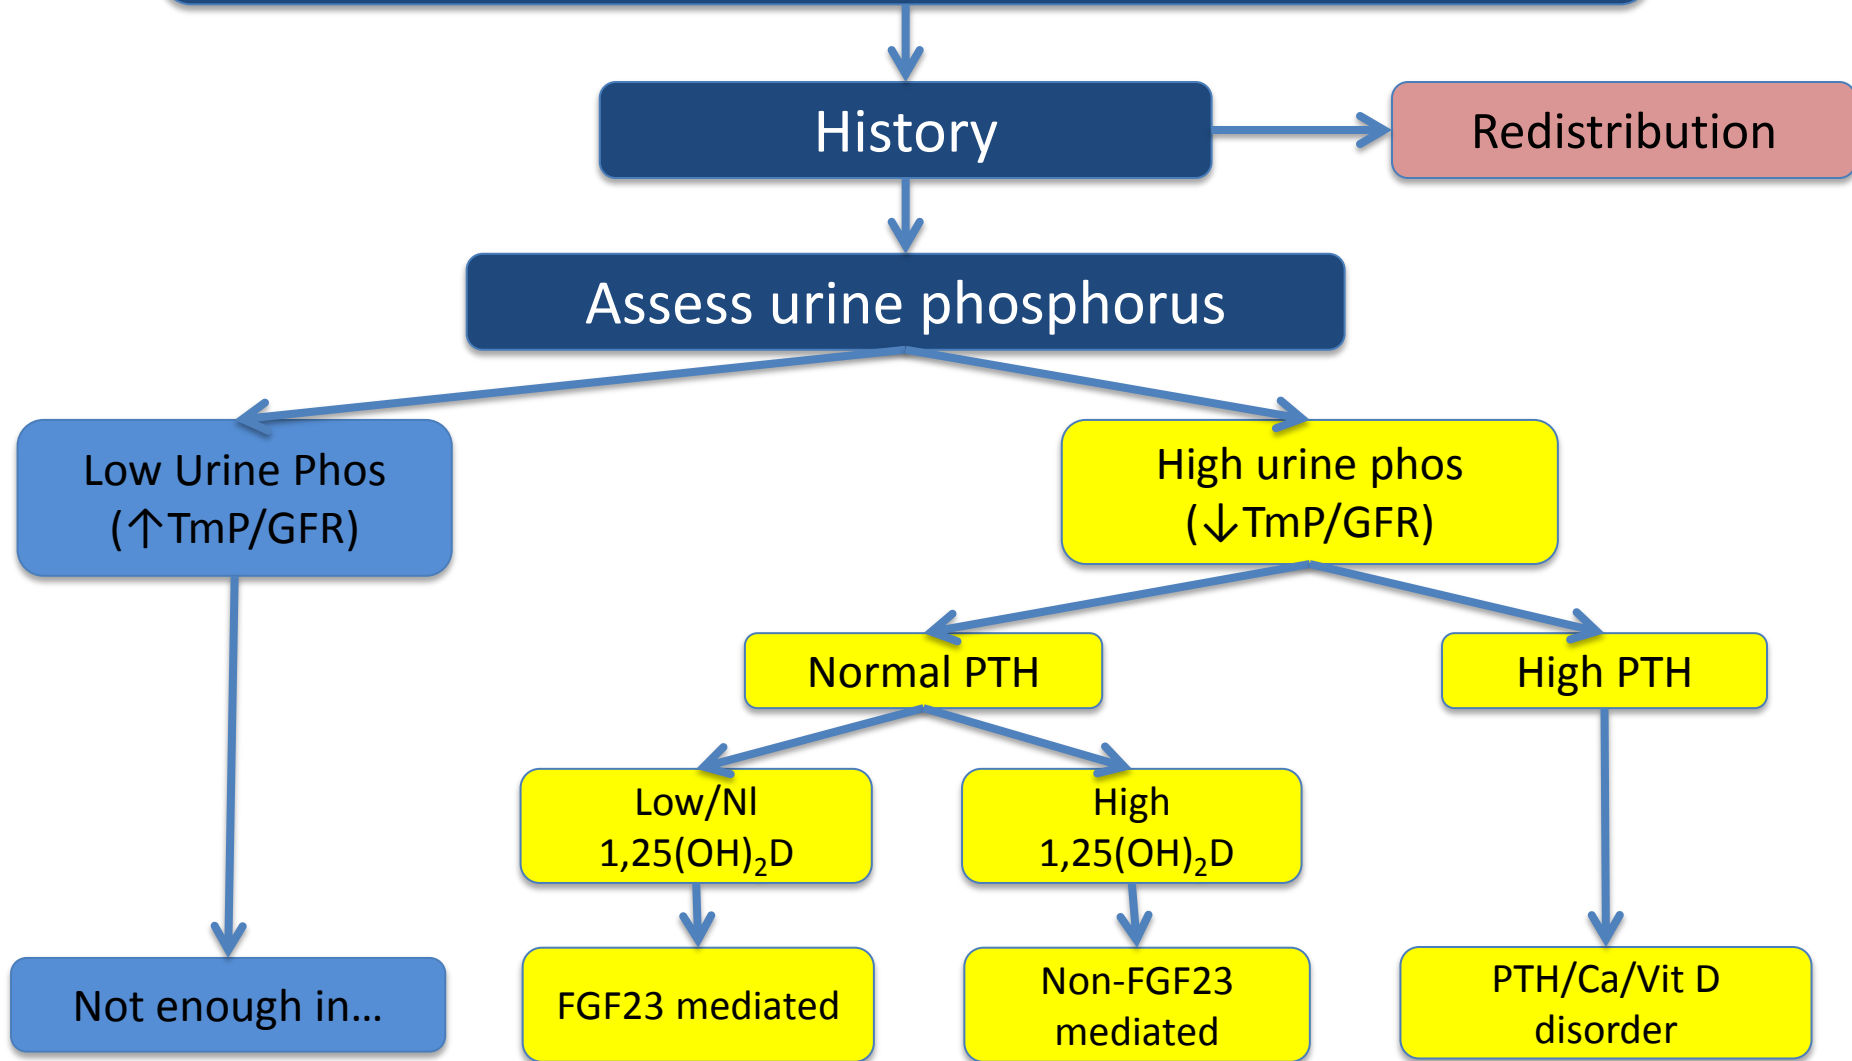 History
Redistribution
Assess urine phosphorus
Low Urine Phos
(↑TmP/GFR)
High urine phos
(↓TmP/GFR)
Normal PTH
High PTH
Low/Nl
1,25(OH)₂D
High
1,25(OH)₂D
Not enough in…
FGF23 mediated
Non-FGF23
mediated
PTH/Ca/Vit D
disorder